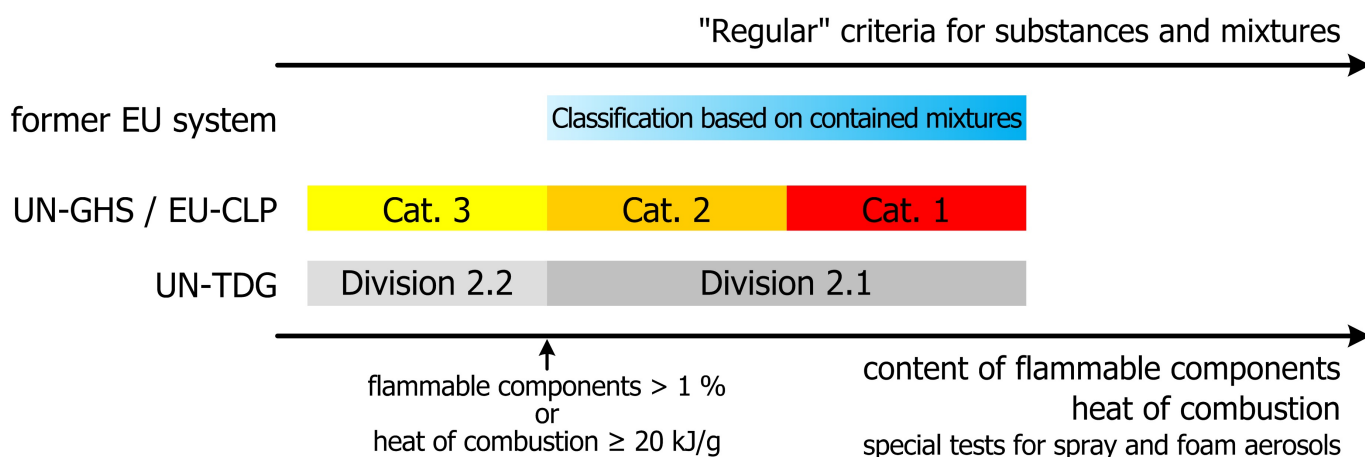 "Regular" criteria for substances and mixtures
former EU system
Classification based on contained mixtures
UN-GHS / EU-CLP
Cat. 3
Cat. 2
Cat. 1
UN-TDG
Division 2.2
Division 2.1
flammable components > 1 %
or
heat of combustion ≥ 20 kJ/g
content of flammable components
heat of combustion
special tests for spray and foam aerosols